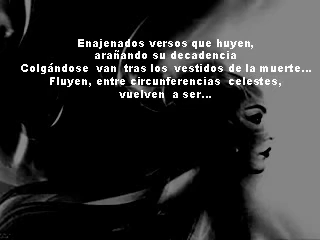 Enajenados versos que huyen,
arañando su decadencia
Colgándose van tras los vestidos de la muerte...
Fluyen, entre circunferencias celestes,
vuelven a ser...